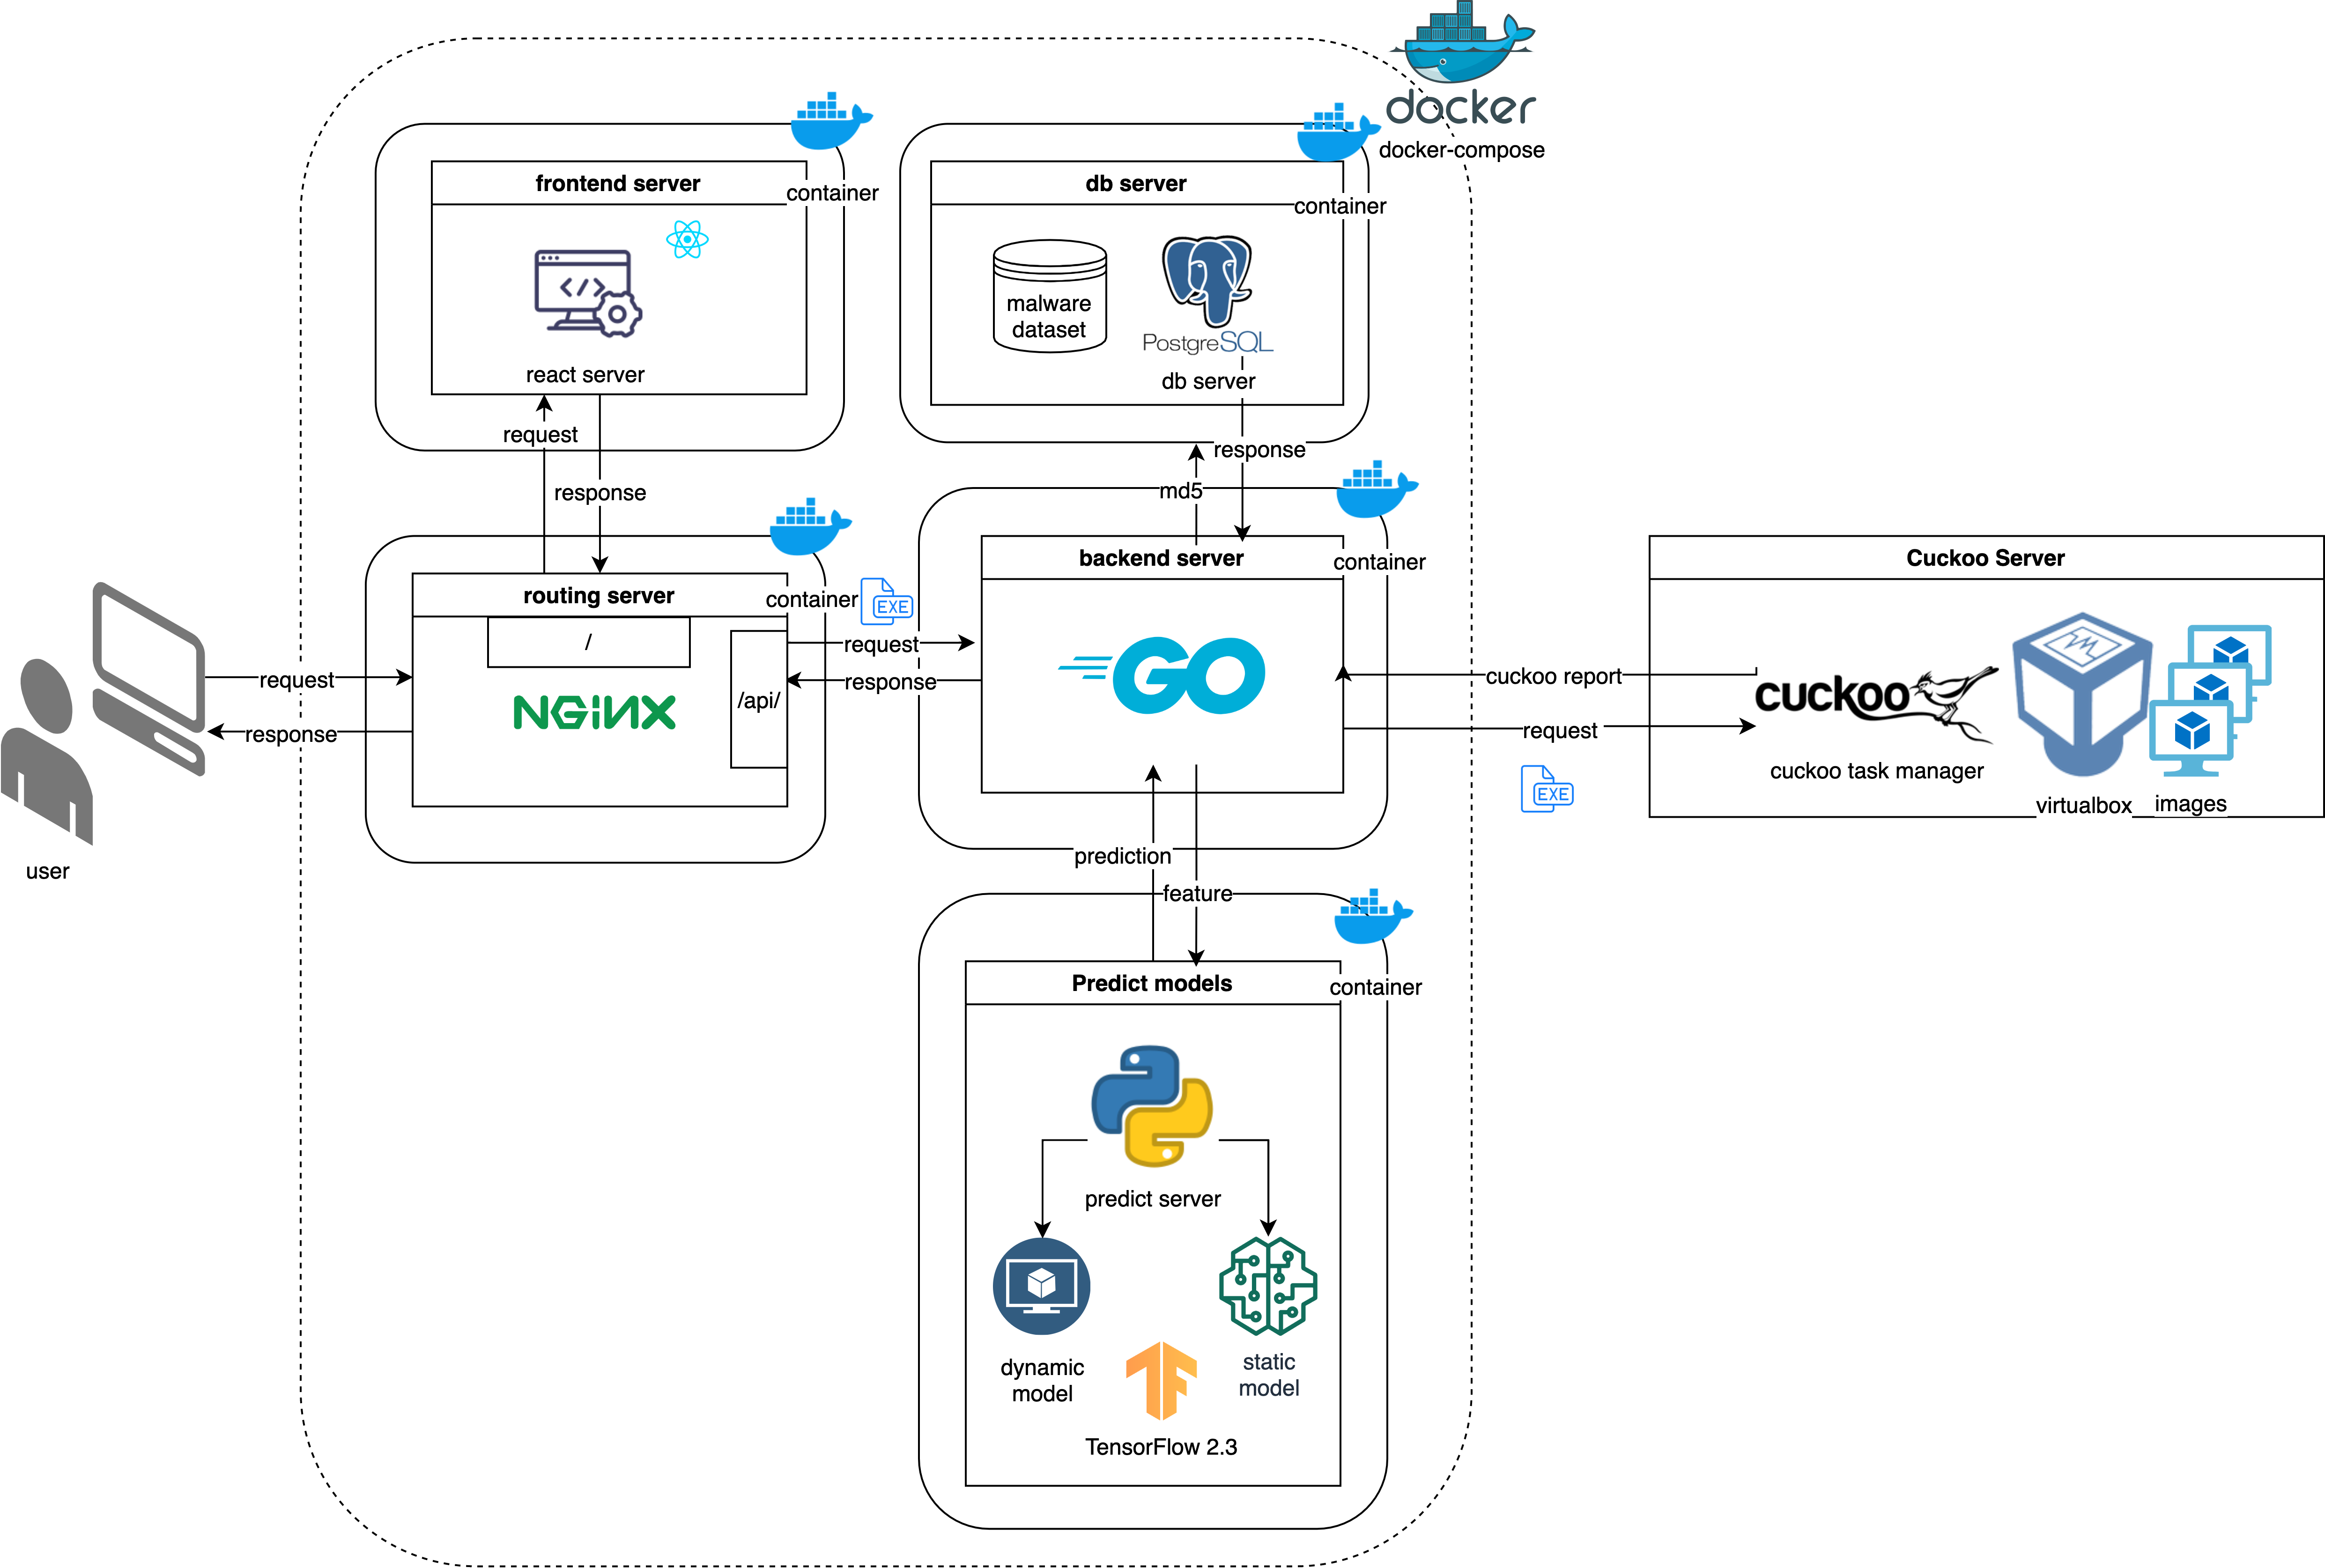 docker
docker-compose
frontend server
container
react server
request
response
db server
container
malware
dataset
PostgreSQL
db server
response
md5
routing server
container
/
NGINX
/api/
EXE
request
response
backend server
container
GO
request
response
user
cuckoo report
request
EXE
Cuckoo Server
cuckoo
cuckoo task manager
virtualbox
images
prediction
feature
Predict models
container
predict server
dynamic
model
static
model
TensorFlow 2.3